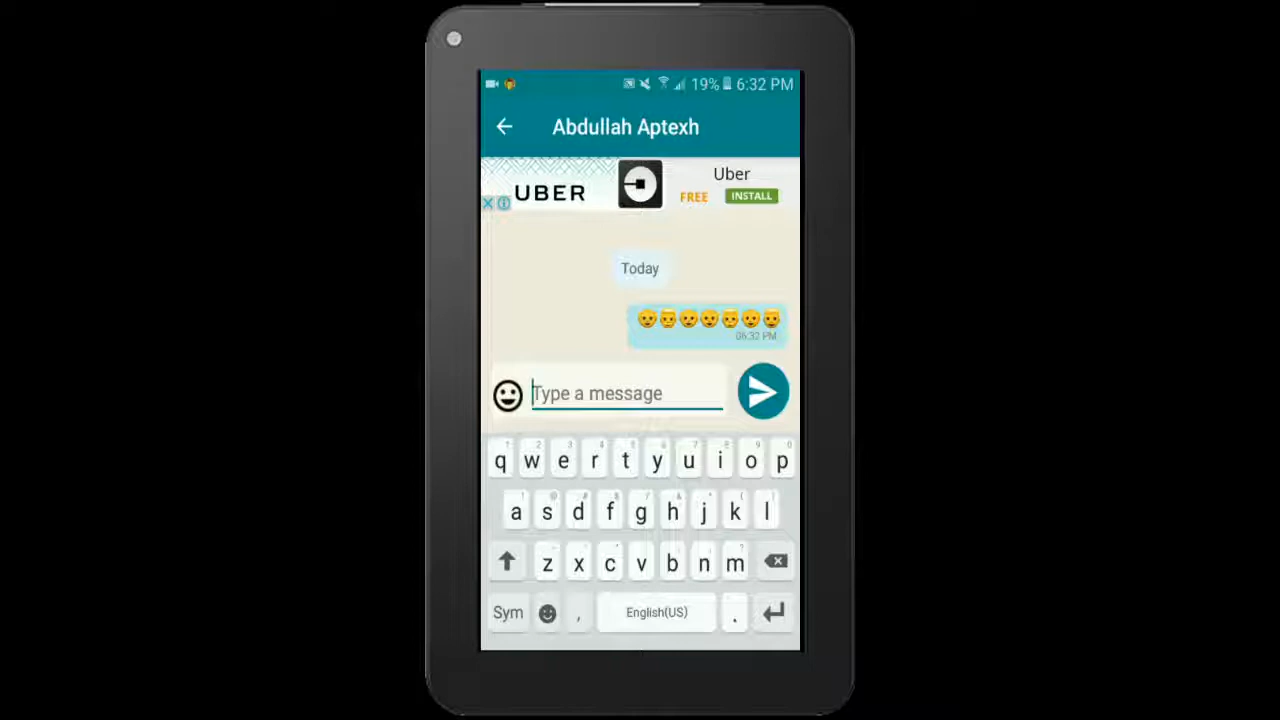 19% 6:32 PM
Abdullah Aptexh
UBER
Uber
FREE INSTALL
Today
06:32 PM
Type a message
q w e r t y u i o p
a s d f g h j k l
z x c v b n m
Sym , English(US) .